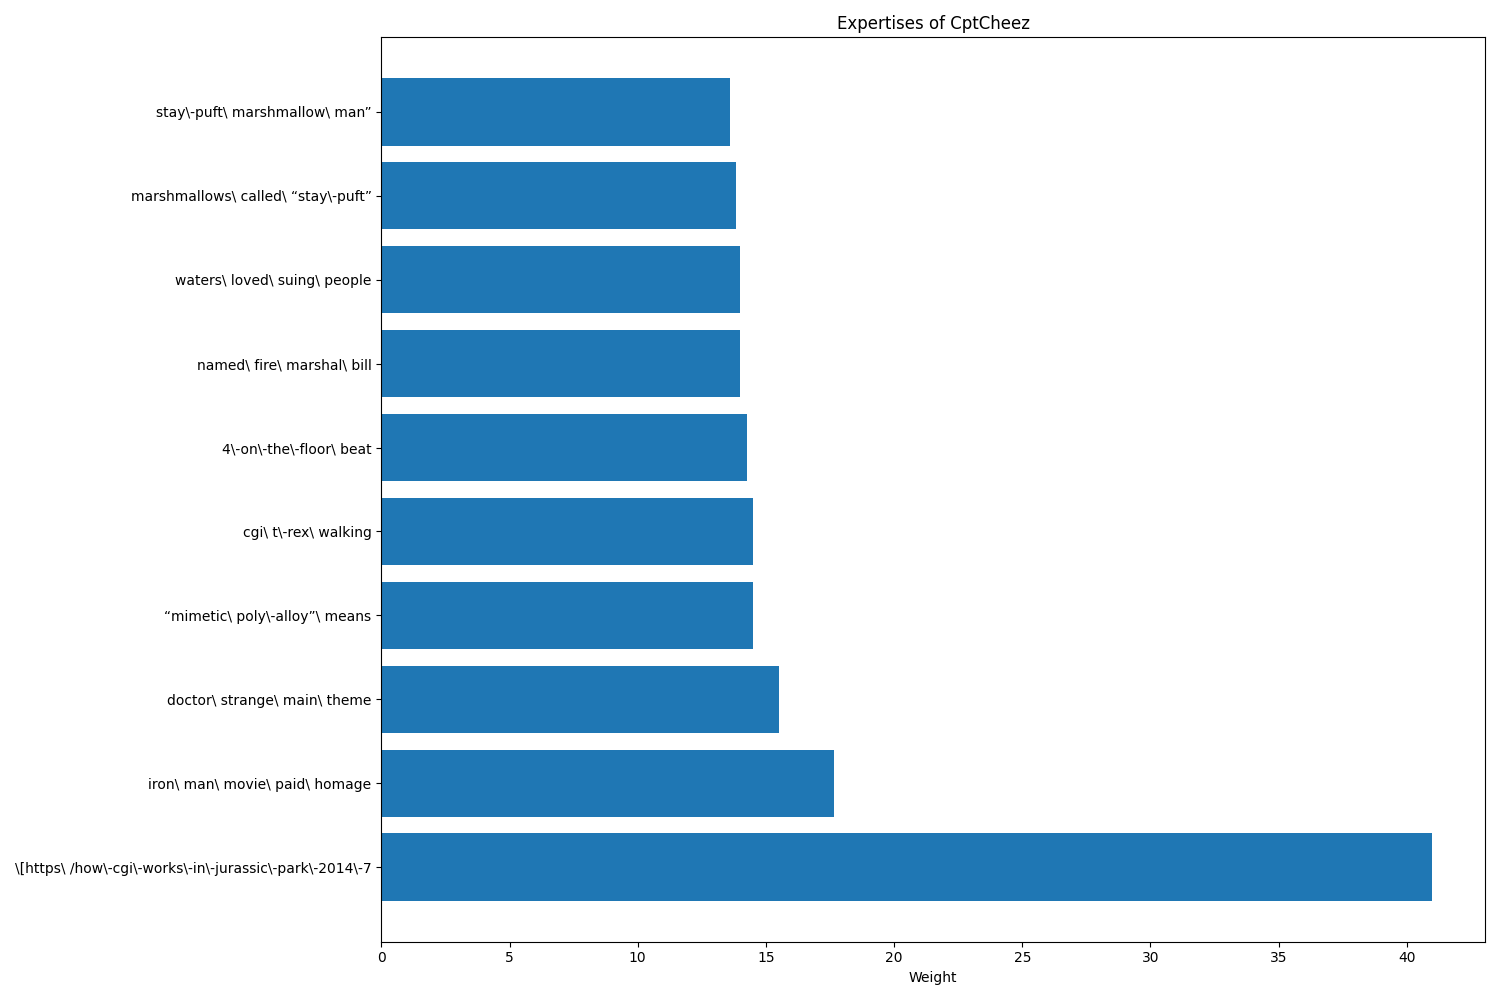 Expertises of CptCheez
stay\-puft\ marshmallow\ man”
marshmallows\ called\ “stay\-puft”
waters\ loved\ suing\ people
named\ fire\ marshal\ bill
4\-on\-the\-floor\ beat
cgi\ t\-rex\ walking
“mimetic\ poly\-alloy”\ means
doctor\ strange\ main\ theme
iron\ man\ movie\ paid\ homage
\[https\ /how\-cgi\-works\-in\-jurassic\-park\-2014\-7
0 5 10 15 20 25 30 35 40
Weight